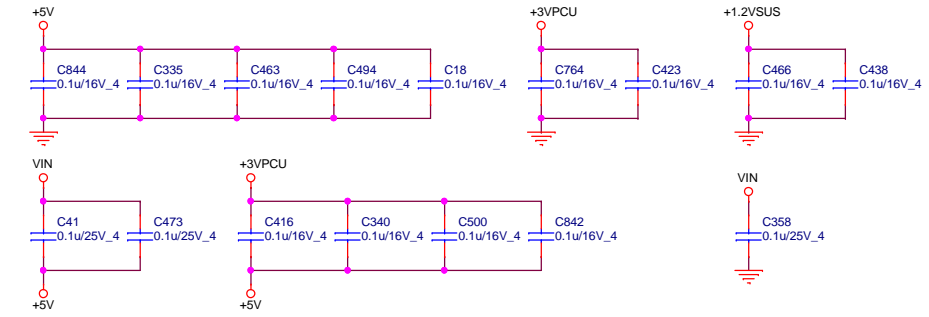 +5V
+3VPCU
+1.2VSUS
C844
C335
C463
C494
C18
C764
C423
C466
C438
0.1u/16V_4
0.1u/16V_4
0.1u/16V_4
0.1u/16V_4
0.1u/16V_4
0.1u/16V_4
0.1u/16V_4
0.1u/16V_4
0.1u/16V_4
VIN
+3VPCU
VIN
C41
C473
C416
C340
C500
C842
C358
0.1u/25V_4
0.1u/25V_4
0.1u/16V_4
0.1u/16V_4
0.1u/16V_4
0.1u/16V_4
0.1u/25V_4
+5V
+5V